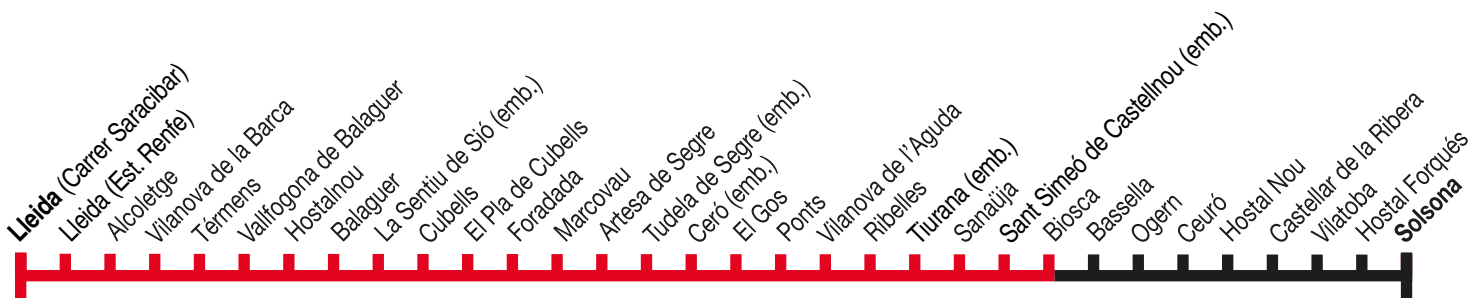 Lleida (Carrer Saracibar)
Lleida (Est. Renfe)
Alcoletge
Vilanova de la Barca
Térmens
Vallfogona de Balaguer
Hostalnou
Balaguer
La Sentiu de Sió (emb.)
Cubells
El Pla de Cubells
Foradada
Marcovau
Artesa de Segre
Tudela de Segre (emb.)
Ceró (emb.)
El Gos
Ponts
Vilanova de l’Aguda
Ribelles
Tiurana (emb.)
Sanaüja
Sant Simeó de Castellnou (emb.)
Biosca
Bassella
Ogern
Ceuró
Hostal Nou
Castellar de la Ribera
Vilatoba
Hostal Forqués
Solsona